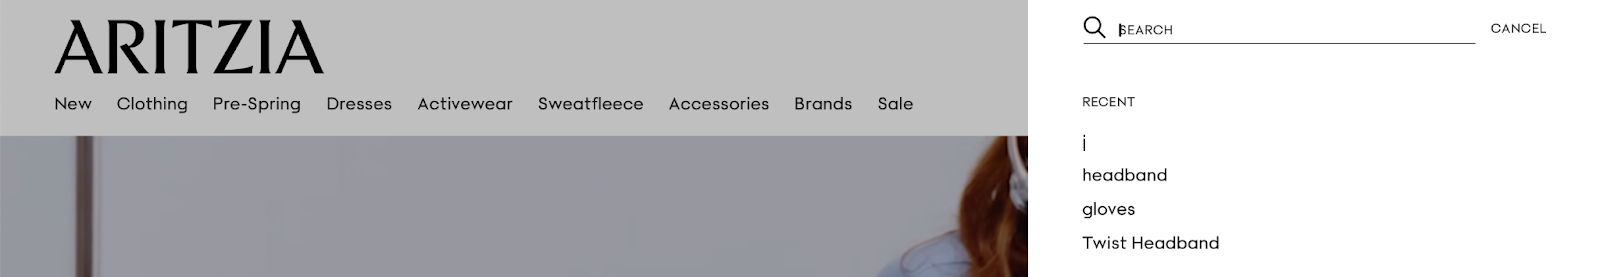 ARITZIA
New Clothing Pre-Spring Dresses Activewear Sweatfleece Accessories Brands Sale
SEARCH
CANCEL
RECENT
j
headband
gloves
Twist Headband